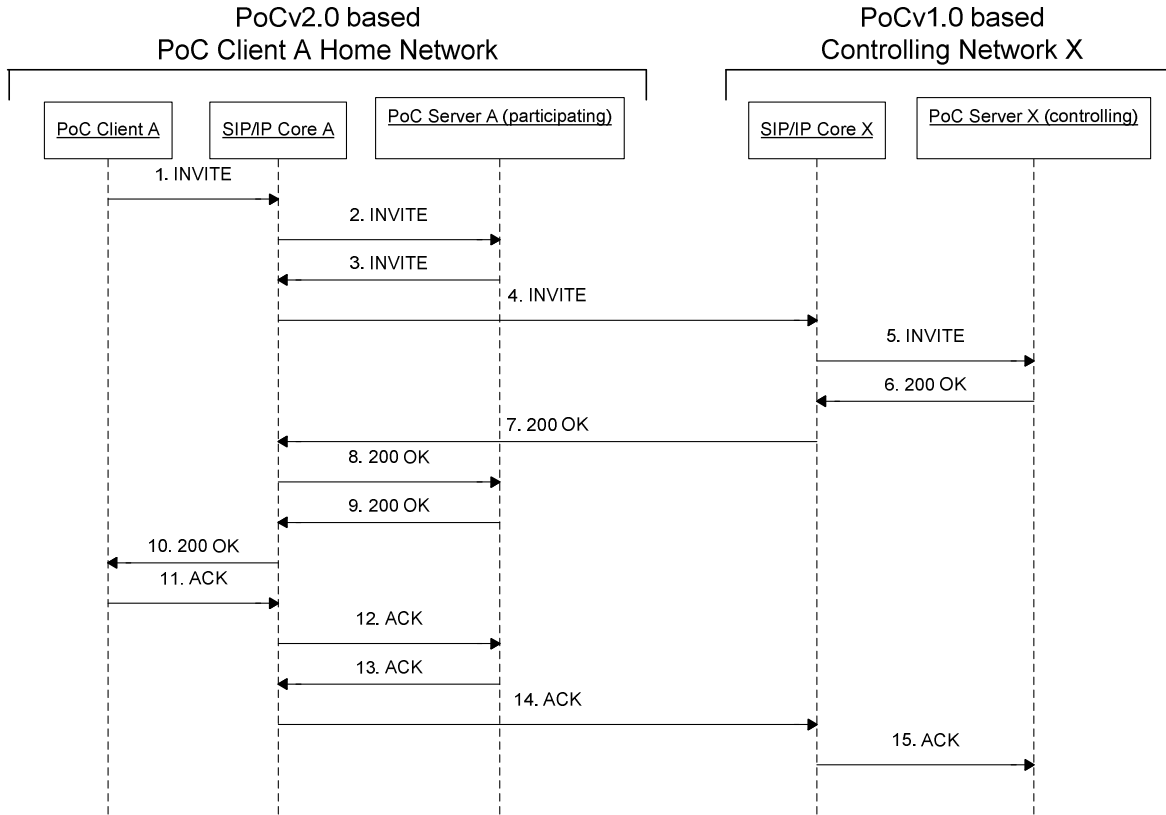 PoCv2.0 based
PoC Client A Home Network
PoCv1.0 based
Controlling Network X
PoC Client A
SIP/IP Core A
PoC Server A (participating)
SIP/IP Core X
PoC Server X (controlling)
1. INVITE
2. INVITE
3. INVITE
4. INVITE
5. INVITE
6. 200 OK
7. 200 OK
8. 200 OK
9. 200 OK
10. 200 OK
11. ACK
12. ACK
13. ACK
14. ACK
15. ACK